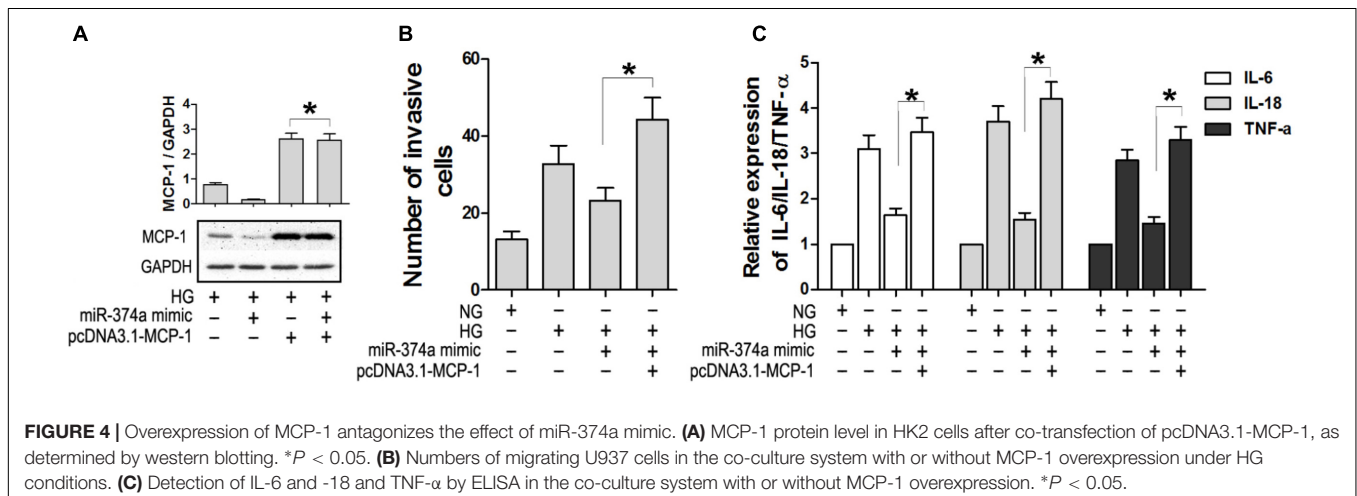 A
B
C
MCP-1 / GAPDH
4
3
2
1
0
*
MCP-1
GAPDH
HG + + + +
miR-374a mimic − + − +
pcDNA3.1-MCP-1 − − + +
Number of invasive
cells
60
40
20
0
*
NG + − − −
HG − + + +
miR-374a mimic − − + +
pcDNA3.1-MCP-1 − − − +
Relative expression
of IL-6/IL-18/TNF-α
5
4
3
2
1
0
* * *
IL-6
IL-18
TNF-a
NG + − − − + − − − + − − −
HG − + + + − + + + − + + +
miR-374a mimic − − + + − − + + − − + +
pcDNA3.1-MCP-1 − − − + − − − + − − − +
FIGURE 4 | Overexpression of MCP-1 antagonizes the effect of miR-374a mimic. (A) MCP-1 protein level in HK2 cells after co-transfection of pcDNA3.1-MCP-1, as
determined by western blotting. *P < 0.05. (B) Numbers of migrating U937 cells in the co-culture system with or without MCP-1 overexpression under HG
conditions. (C) Detection of IL-6 and -18 and TNF-α by ELISA in the co-culture system with or without MCP-1 overexpression. *P < 0.05.